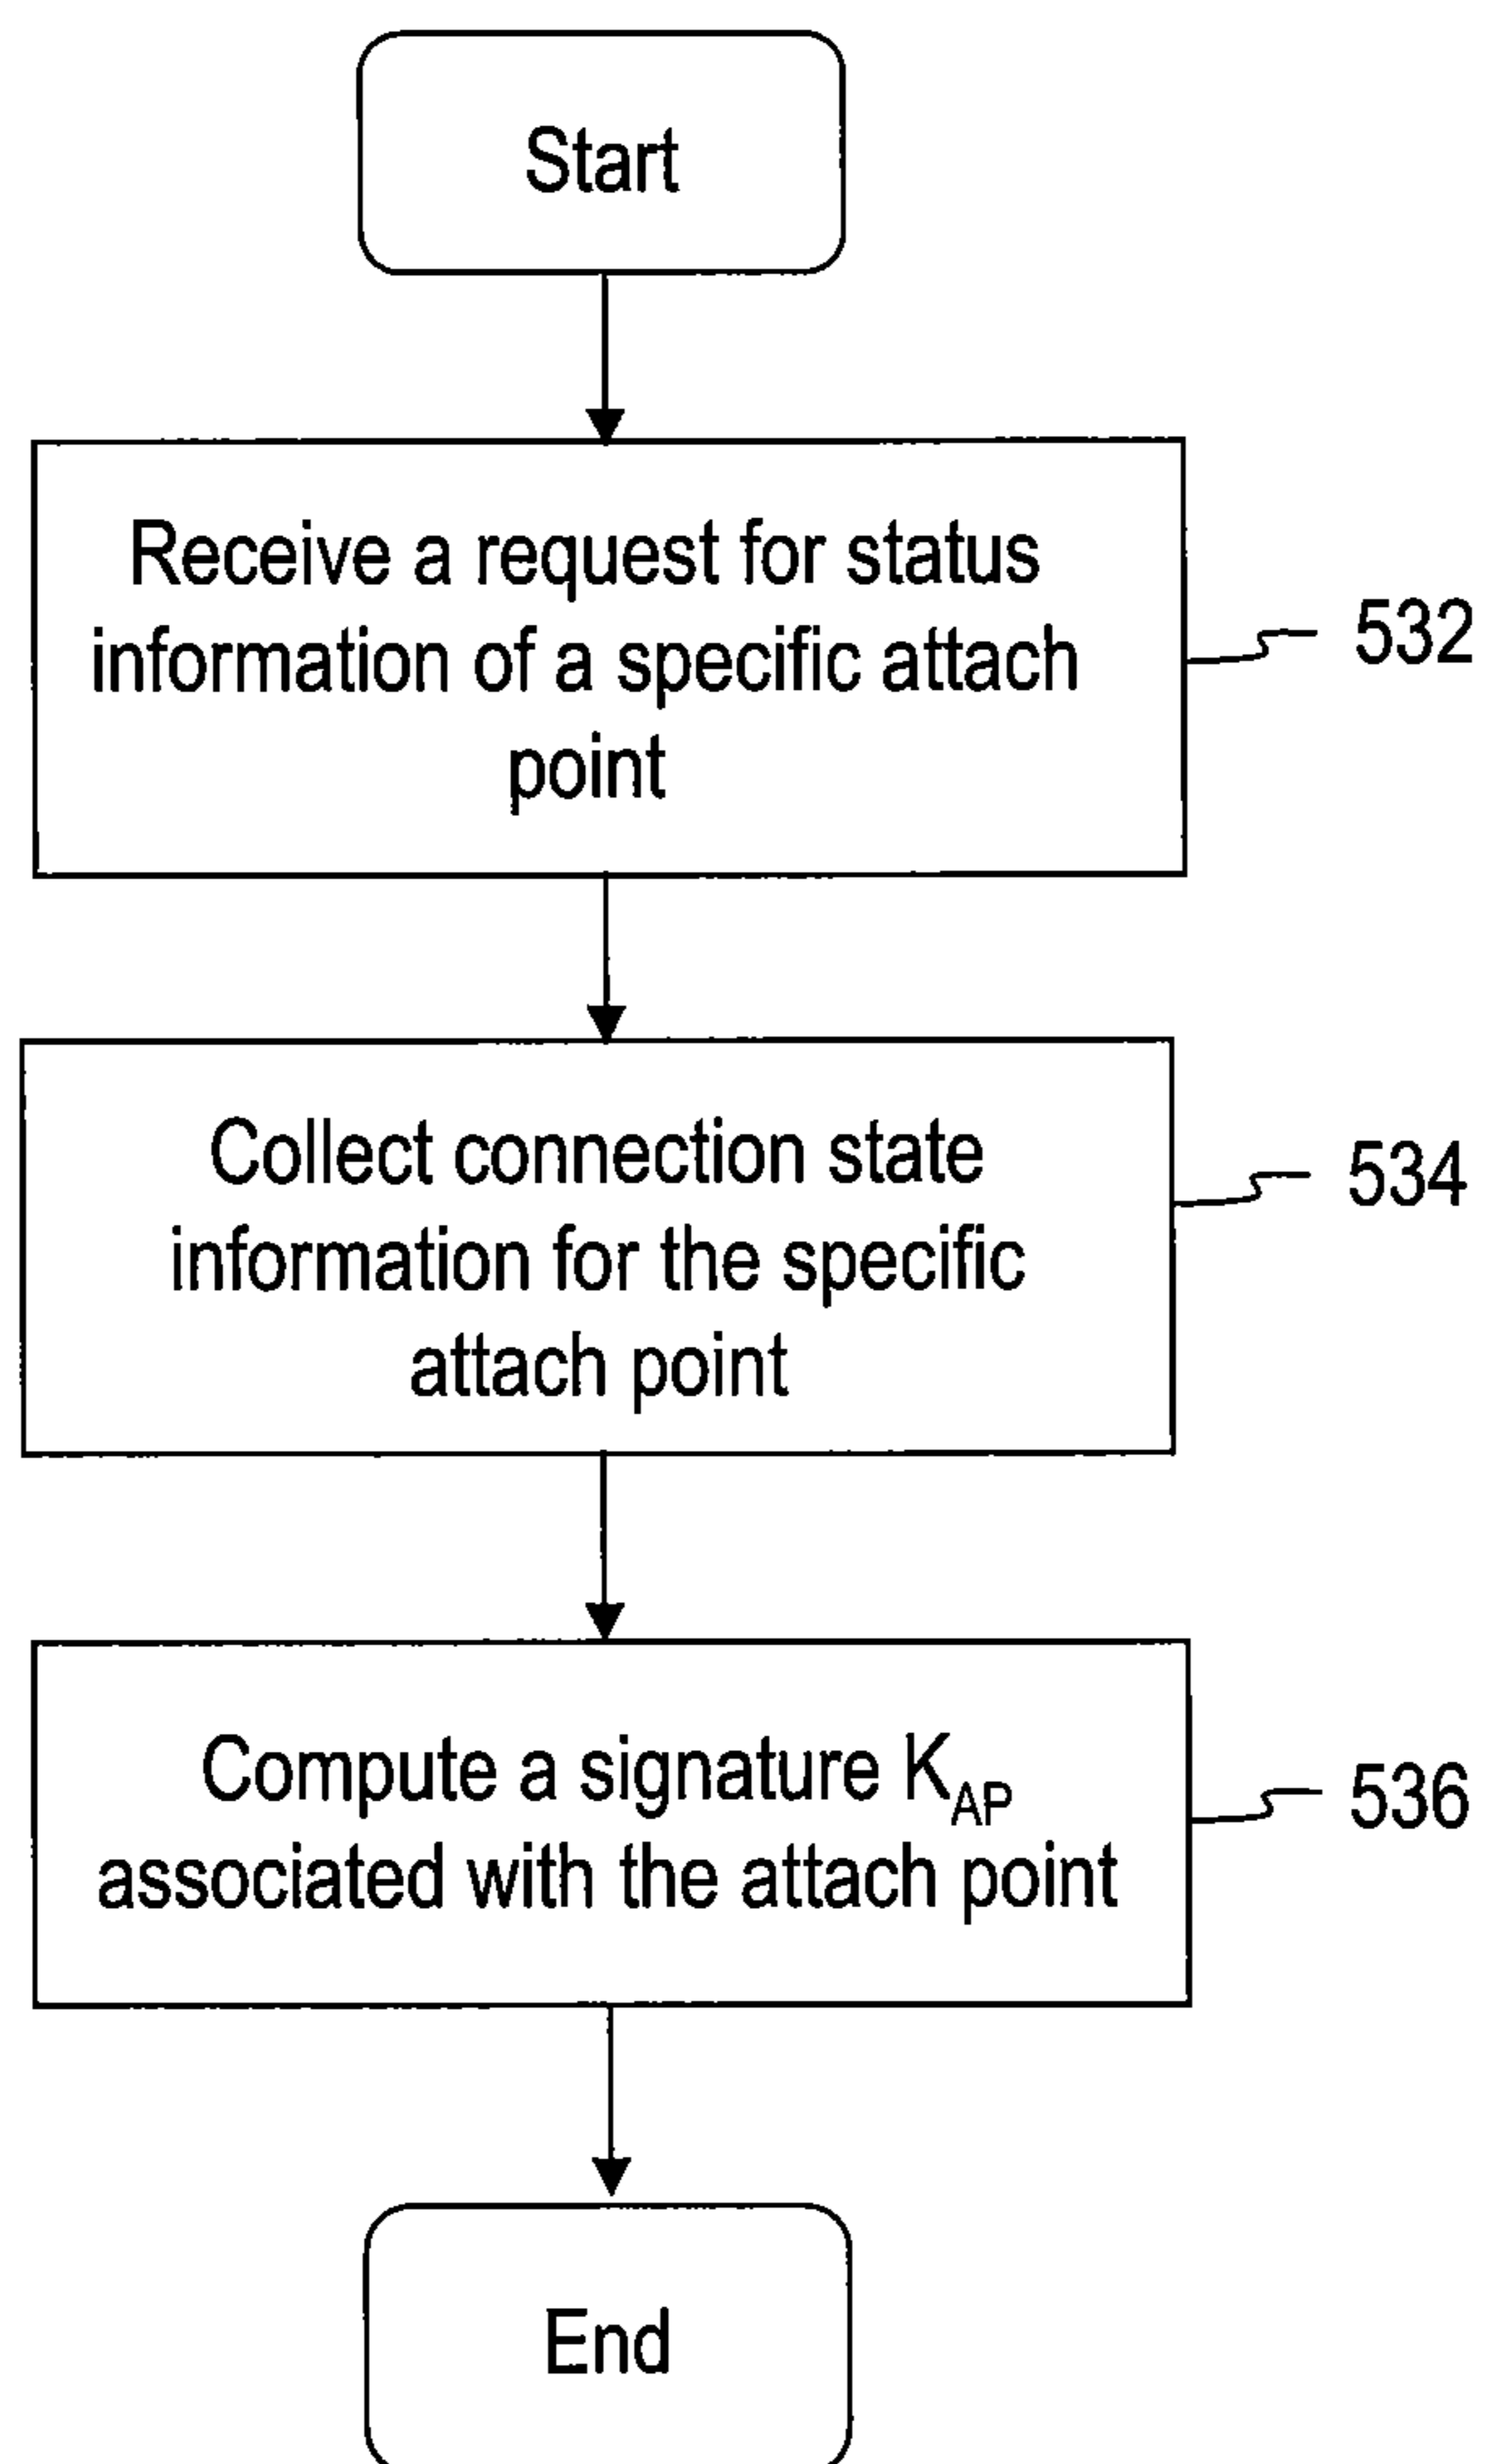 Start
Receive a request for status
information of a specific attach
point
532
Collect connection state
information for the specific
attach point
534
Compute a signature K_AP
associated with the attach point
536
End